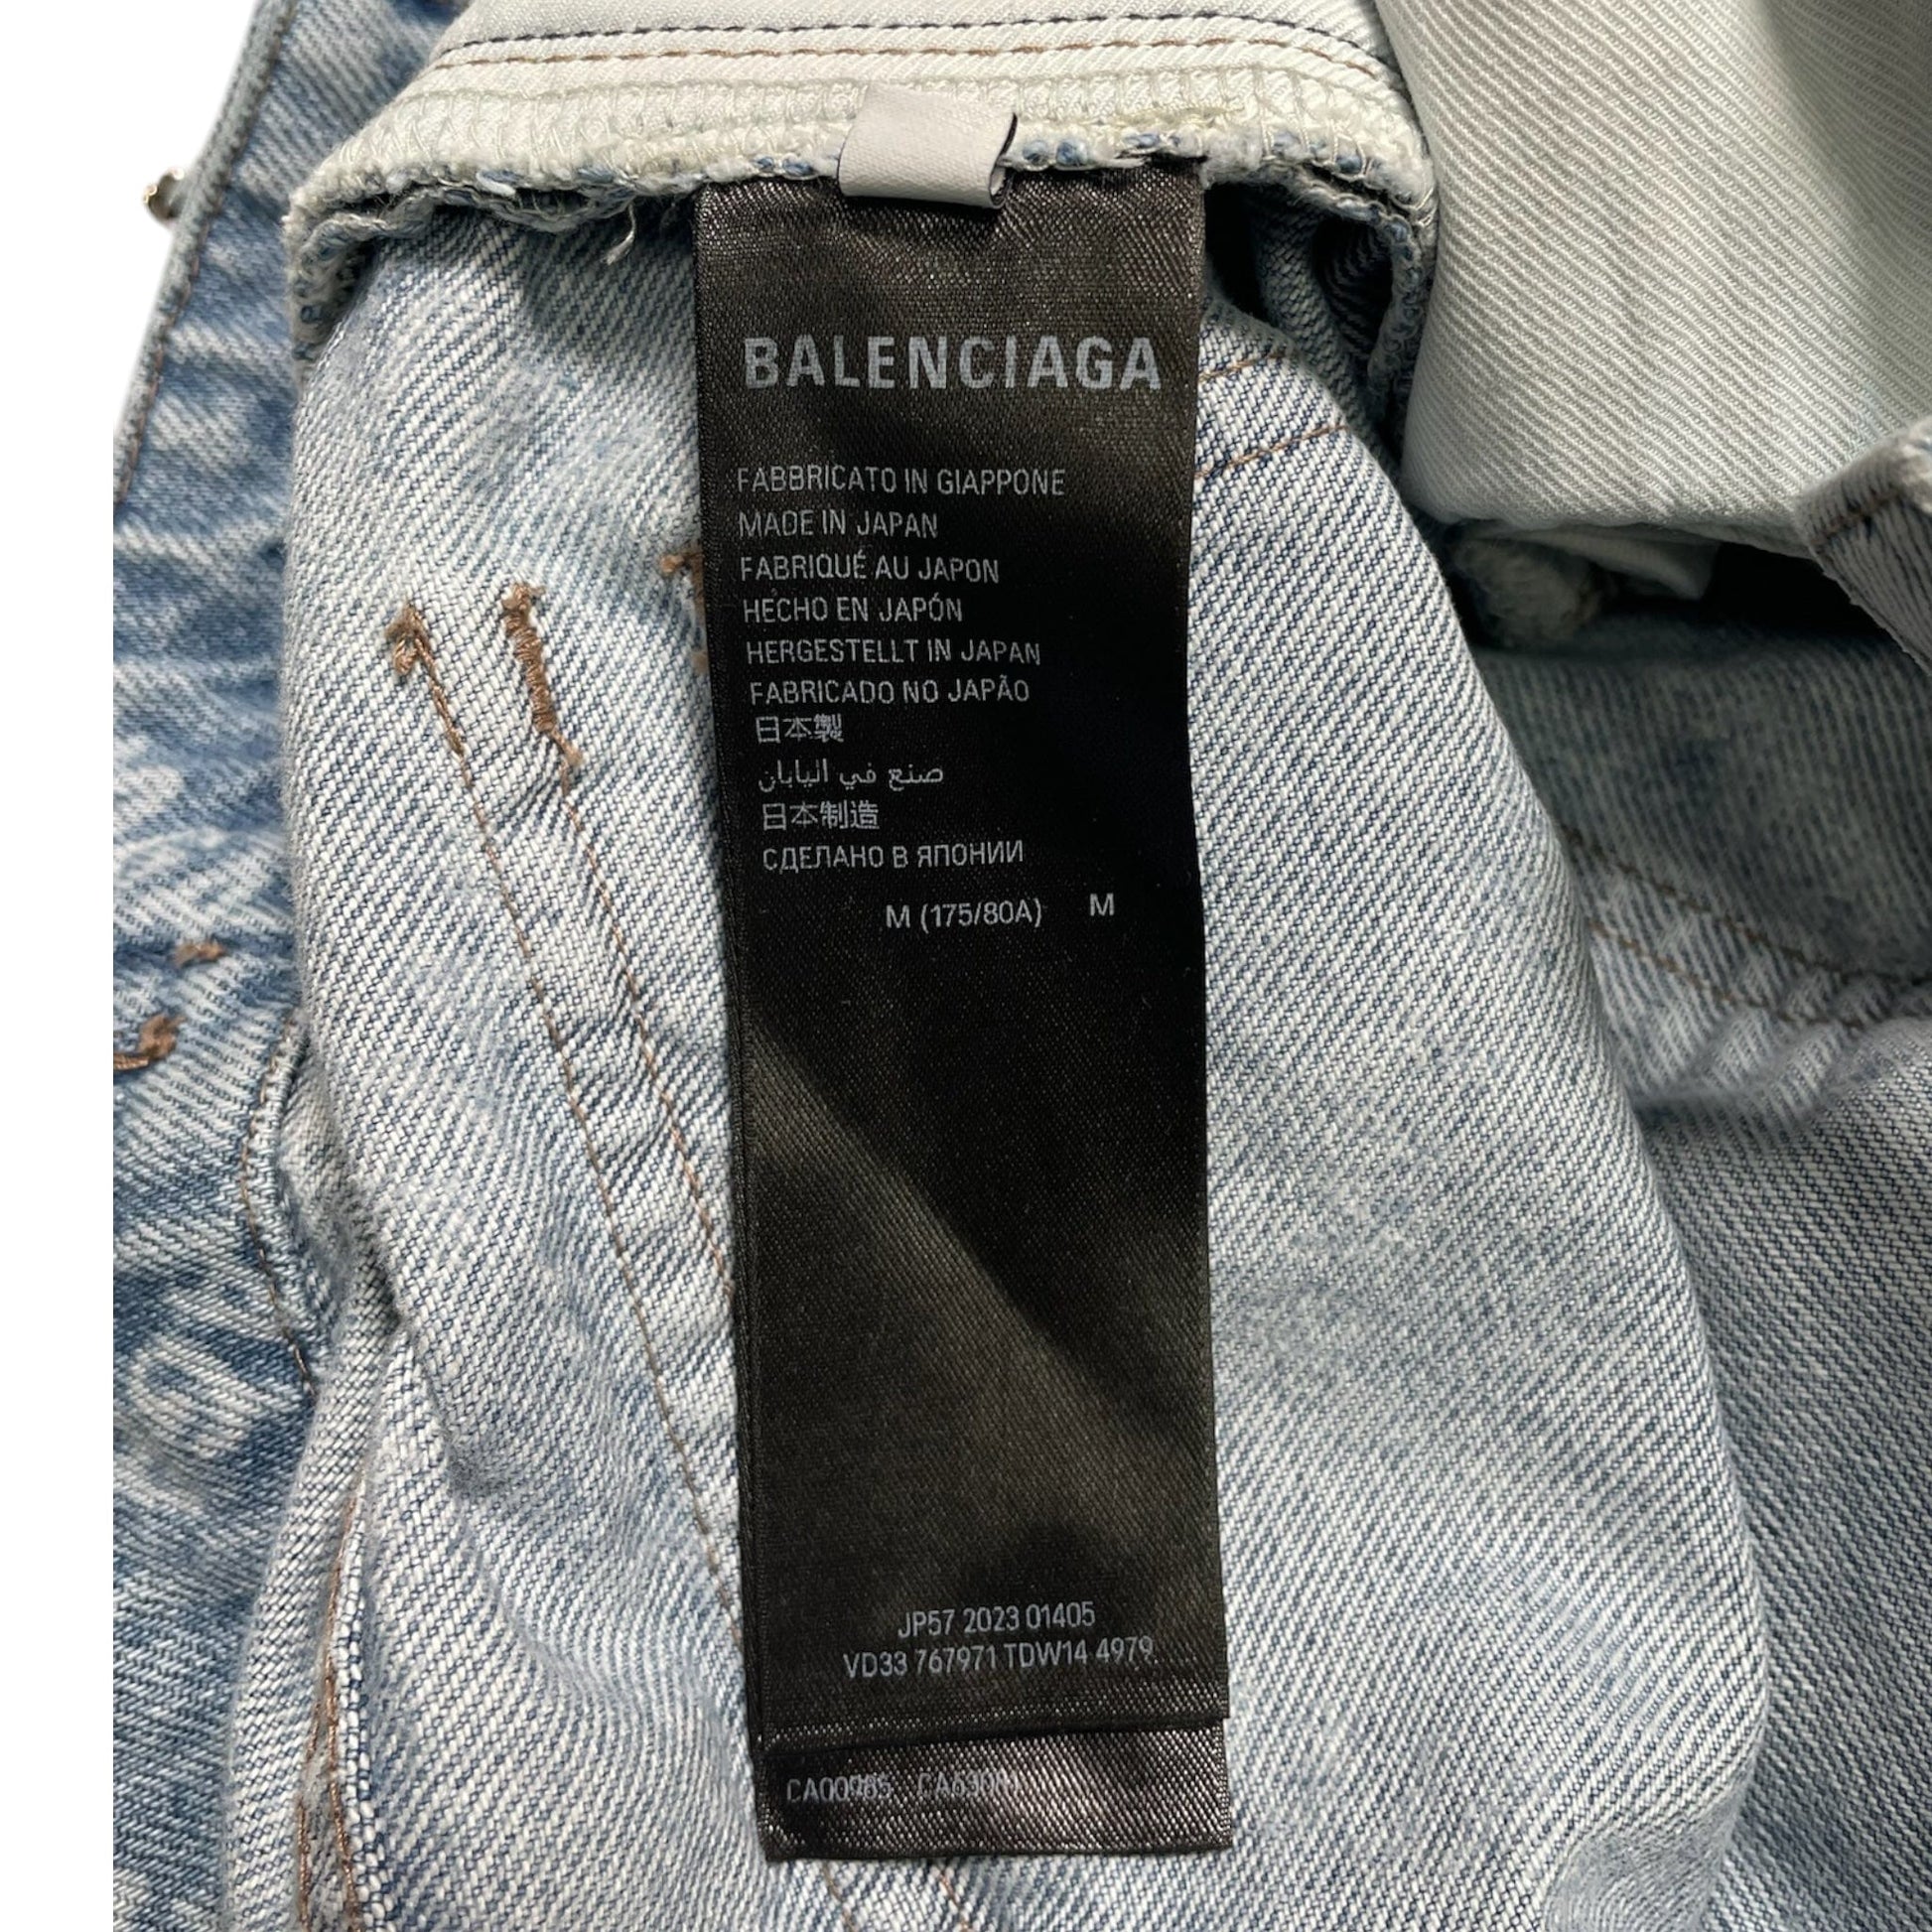 BALENCIAGA
FABBRICATO IN GIAPPONE
MADE IN JAPAN
FABRIQUÉ AU JAPON
HECHO EN JAPÓN
HERGESTELLT IN JAPAN
FABRICADO NO JAPÃO
日本製
صنع في اليابان
日本制造
СДЕЛАНО В ЯПОНИИ
M (175/80A) M
JP57 2023 01405
VD33 767971 TDW14 4979